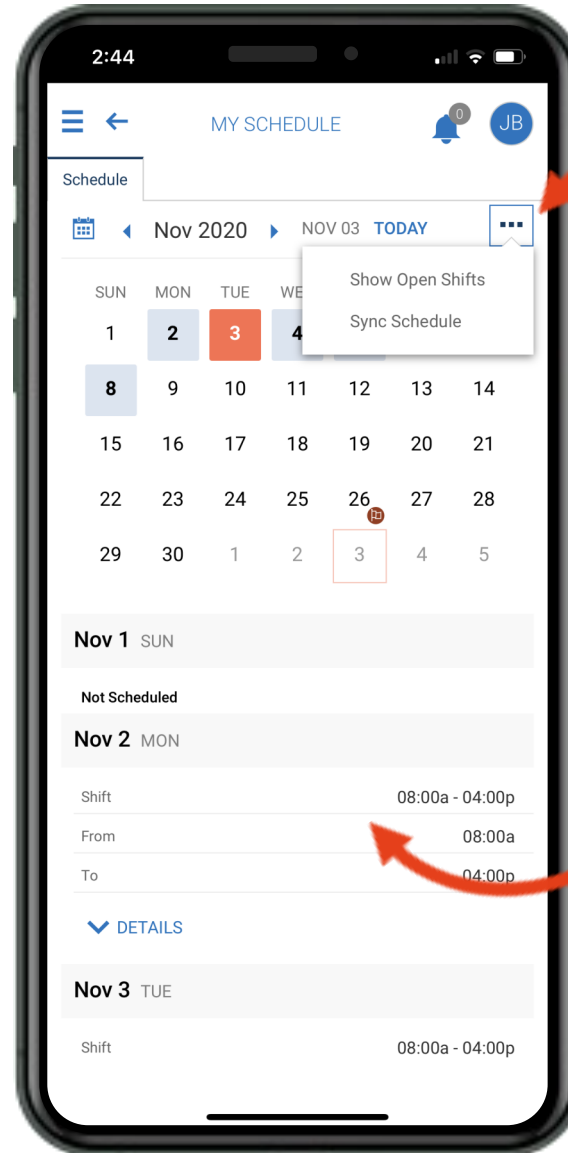 2:44
MY SCHEDULE
0
JB
Schedule
Nov 2020 NOV 03 TODAY
Show Open Shifts
Sync Schedule
SUN MON TUE WE
1 2 3 4
8 9 10 11 12 13 14
15 16 17 18 19 20 21
22 23 24 25 26 27 28
29 30 1 2 3 4 5
Nov 1 SUN
Not Scheduled
Nov 2 MON
Shift 08:00a - 04:00p
From 08:00a
To 04:00p
DETAILS
Nov 3 TUE
Shift 08:00a - 04:00p